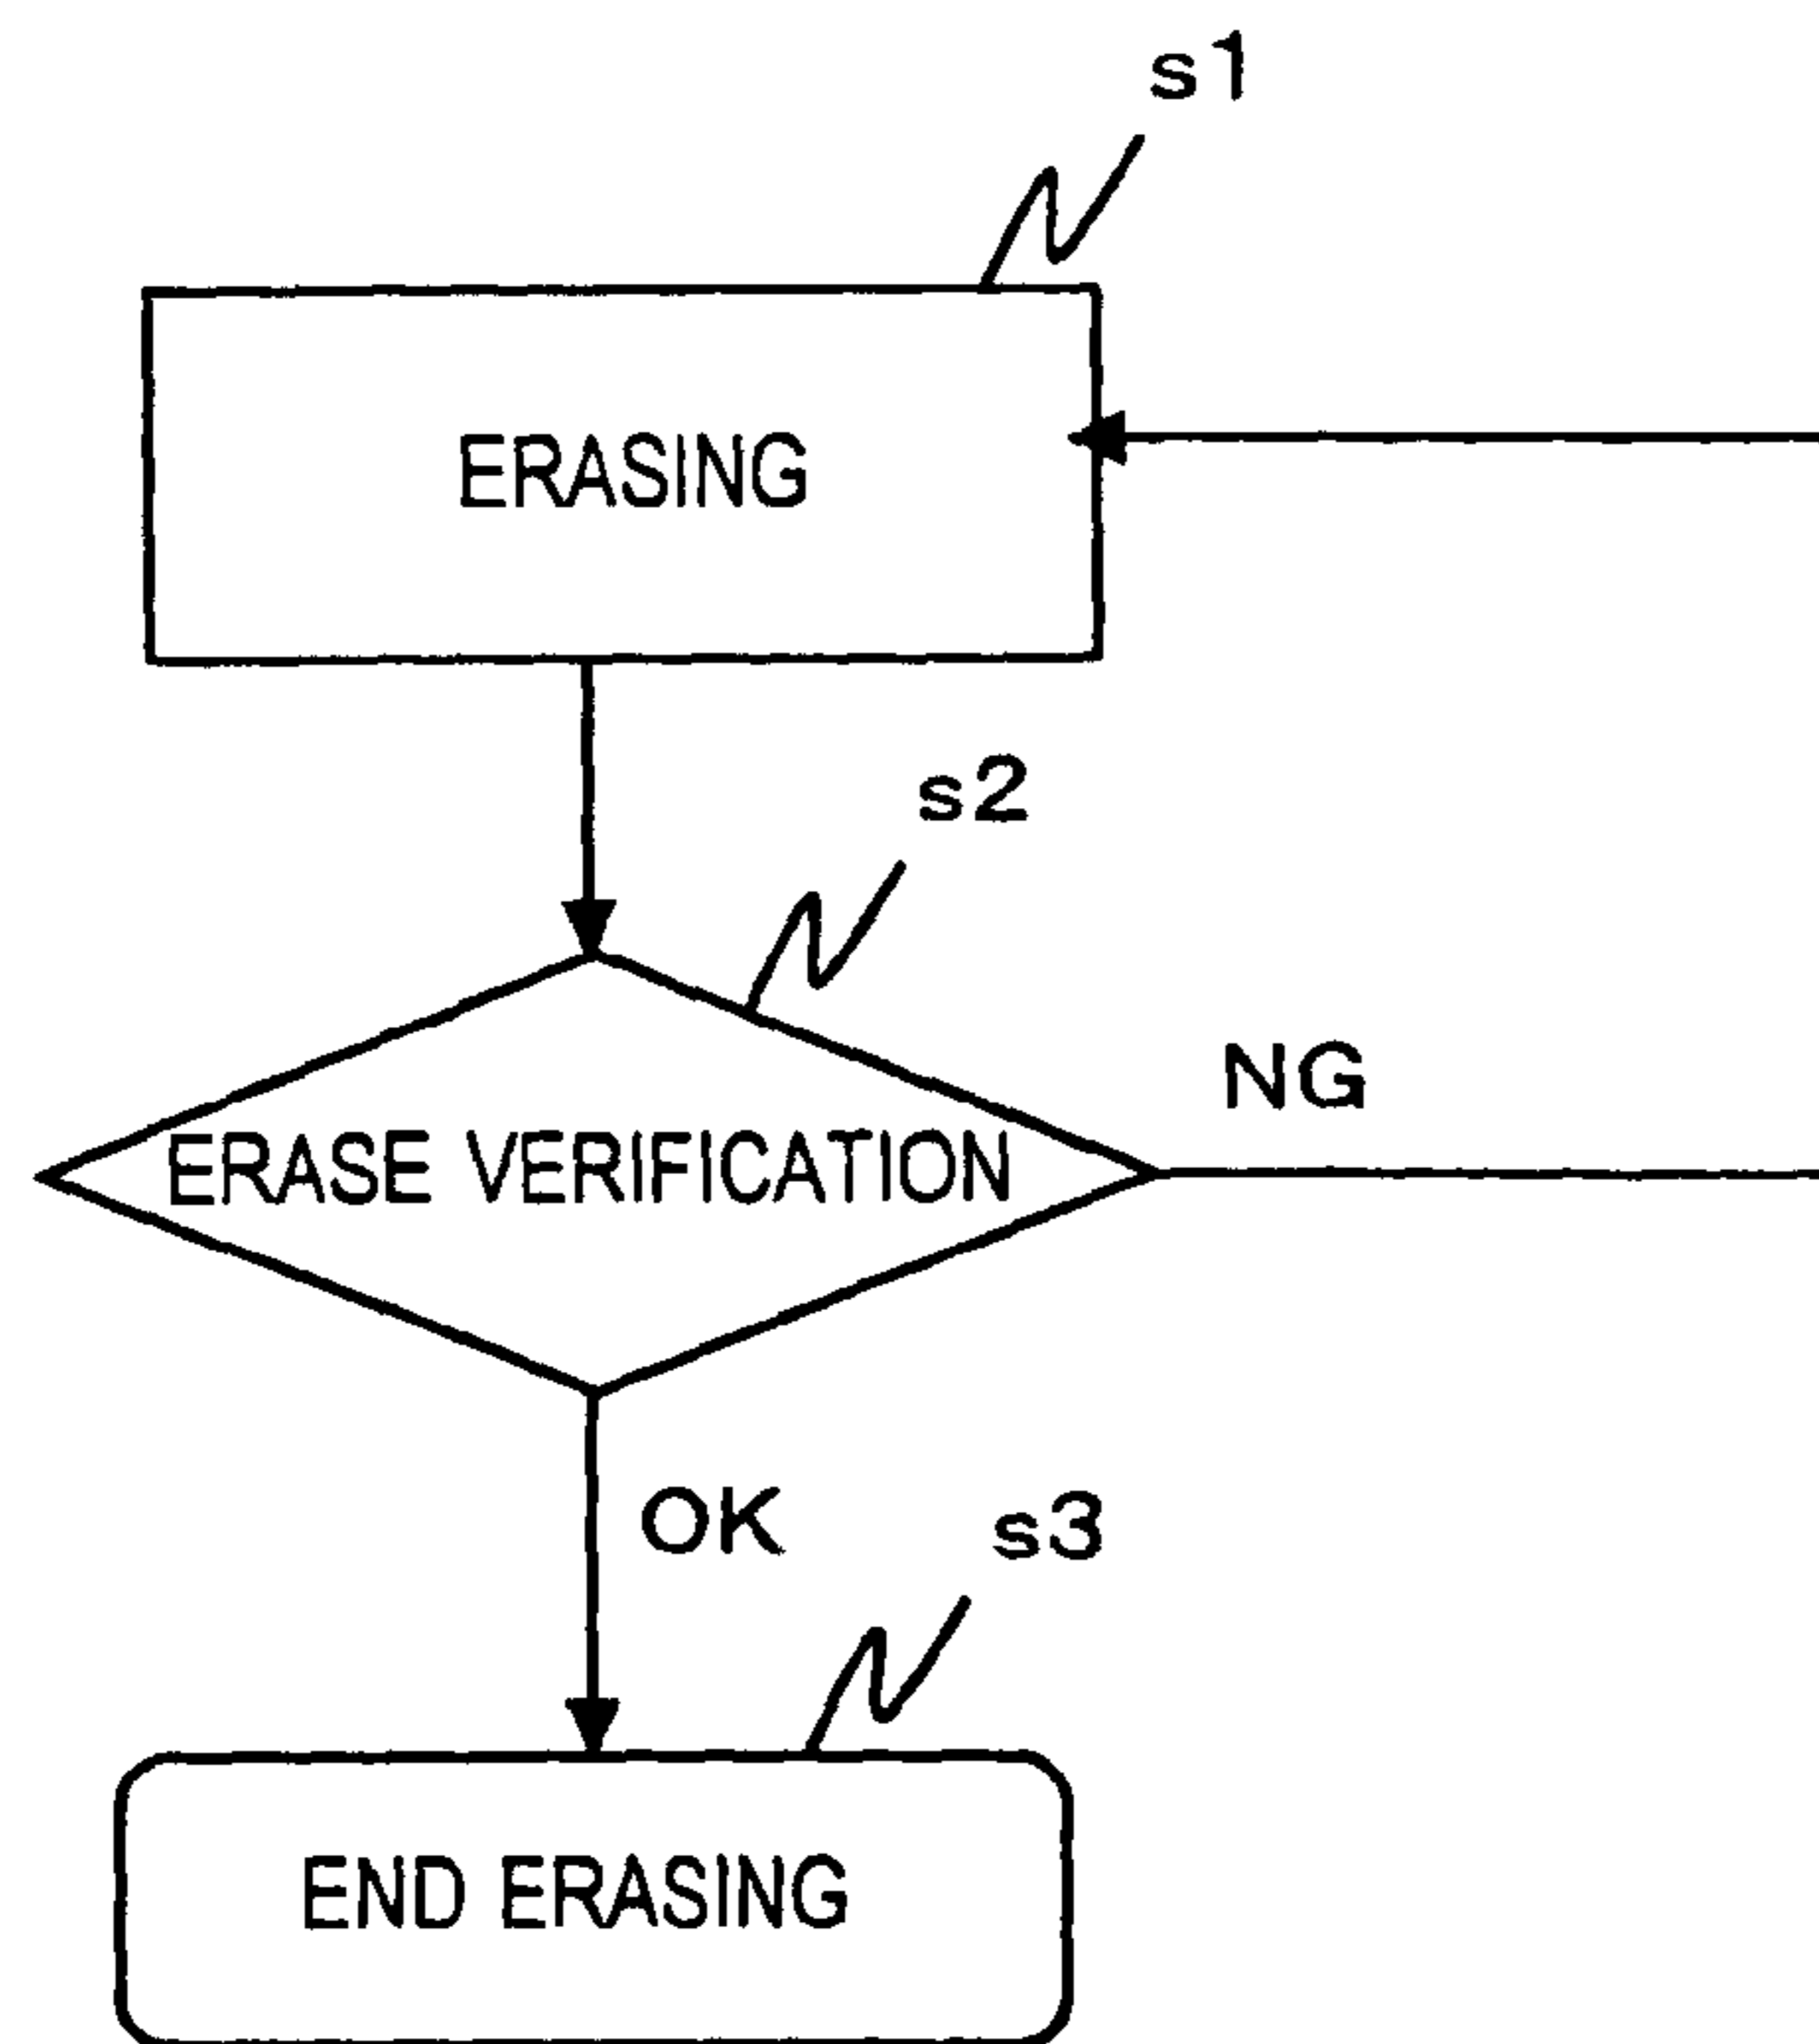 s1
ERASING
s2
NG
ERASE VERIFICATION
OK
s3
END ERASING